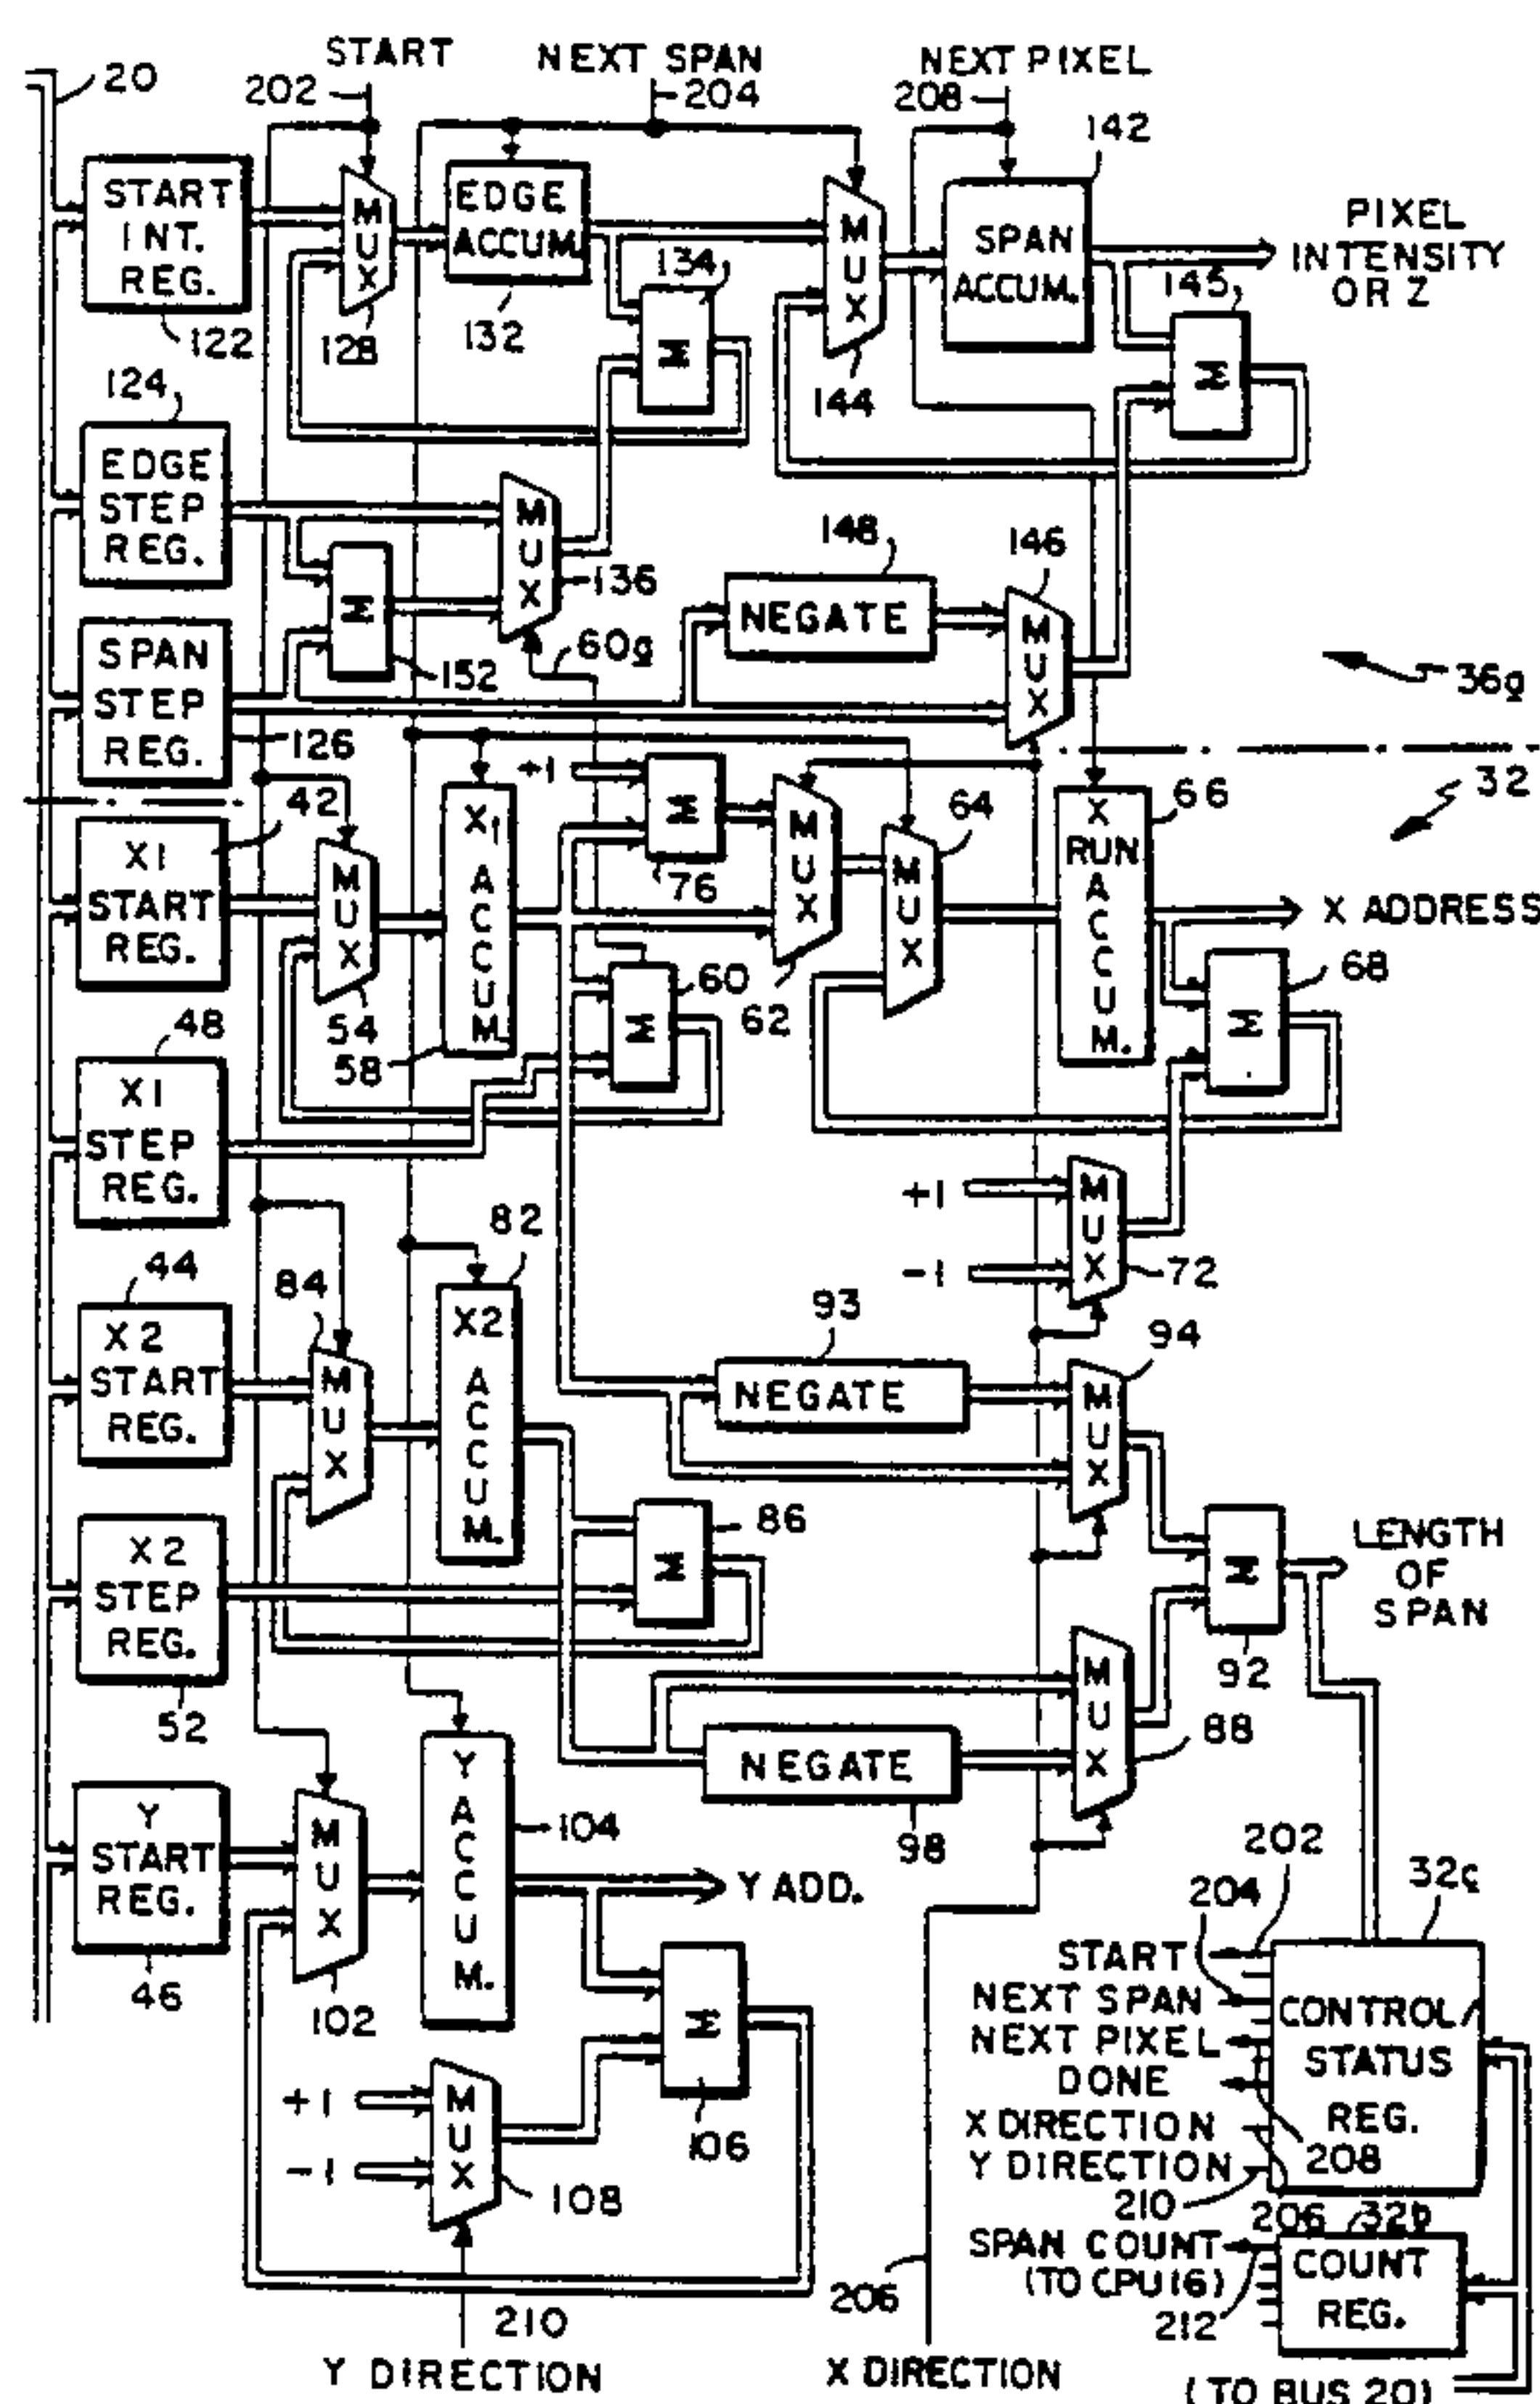 START
NEXT SPAN
NEXT PIXEL
20
202
204
208
142
START
INT.
REG.
MUX
EDGE
ACCUM.
MUX
SPAN
ACCUM.
PIXEL
INTENSITY
OR Z
122
128
132
134
Σ
144
145
Σ
124
EDGE
STEP
REG.
MUX
136
148
NEGATE
146
MUX
Σ
152
60g
SPAN
STEP
REG.
126
36g
32
42
X1
START
REG.
MUX
54
X1
ACCUM.
58
+1
Σ
76
MUX
62
64
MUX
X
RUN
ACCUM.
66
X ADDRESS
Σ
60
Σ
68
48
X1
STEP
REG.
+1
-1
MUX
72
44
X2
START
REG.
84
MUX
82
X2
ACCUM.
93
NEGATE
94
MUX
Σ
86
Σ
92
LENGTH
OF
SPAN
X2
STEP
REG.
52
NEGATE
98
MUX
88
Y
START
REG.
46
MUX
102
Y
ACCUM.
104
Y ADD.
Σ
106
+1
-1
MUX
108
210
Y DIRECTION
206
X DIRECTION
202
204
32c
START
NEXT SPAN
NEXT PIXEL
DONE
X DIRECTION
Y DIRECTION
210
CONTROL/
STATUS
REG.
208
206
32b
SPAN COUNT
(TO CPU 16)
212
COUNT
REG.
(TO BUS 20)